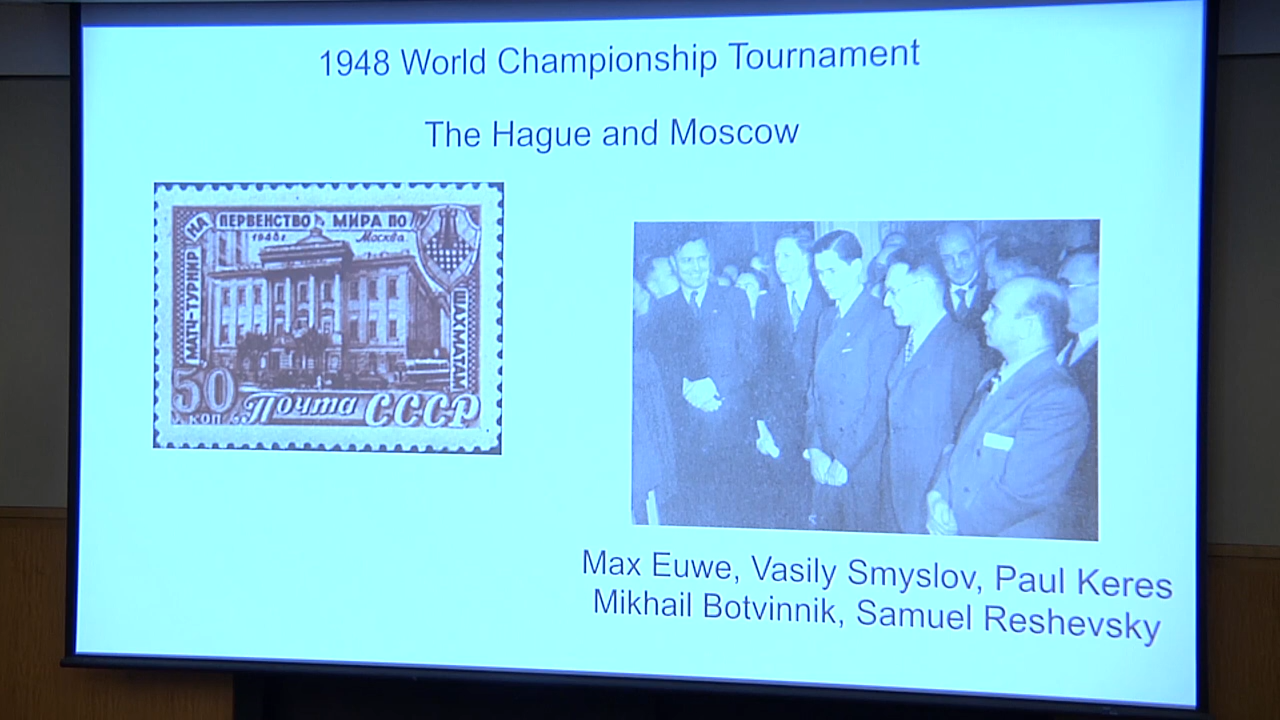 1948 World Championship Tournament
The Hague and Moscow
МАТЧ-ТУРНИР НА ПЕРВЕНСТВО МИРА ПО ШАХМАТАМ
1948г. Москва
50 КОП
Почта СССР
Max Euwe, Vasily Smyslov, Paul Keres
Mikhail Botvinnik, Samuel Reshevsky